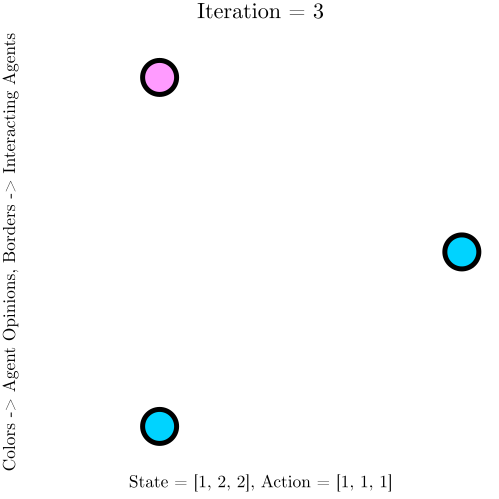 Iteration = 3
Colors -> Agent Opinions, Borders -> Interacting Agents
State = [1, 2, 2], Action = [1, 1, 1]